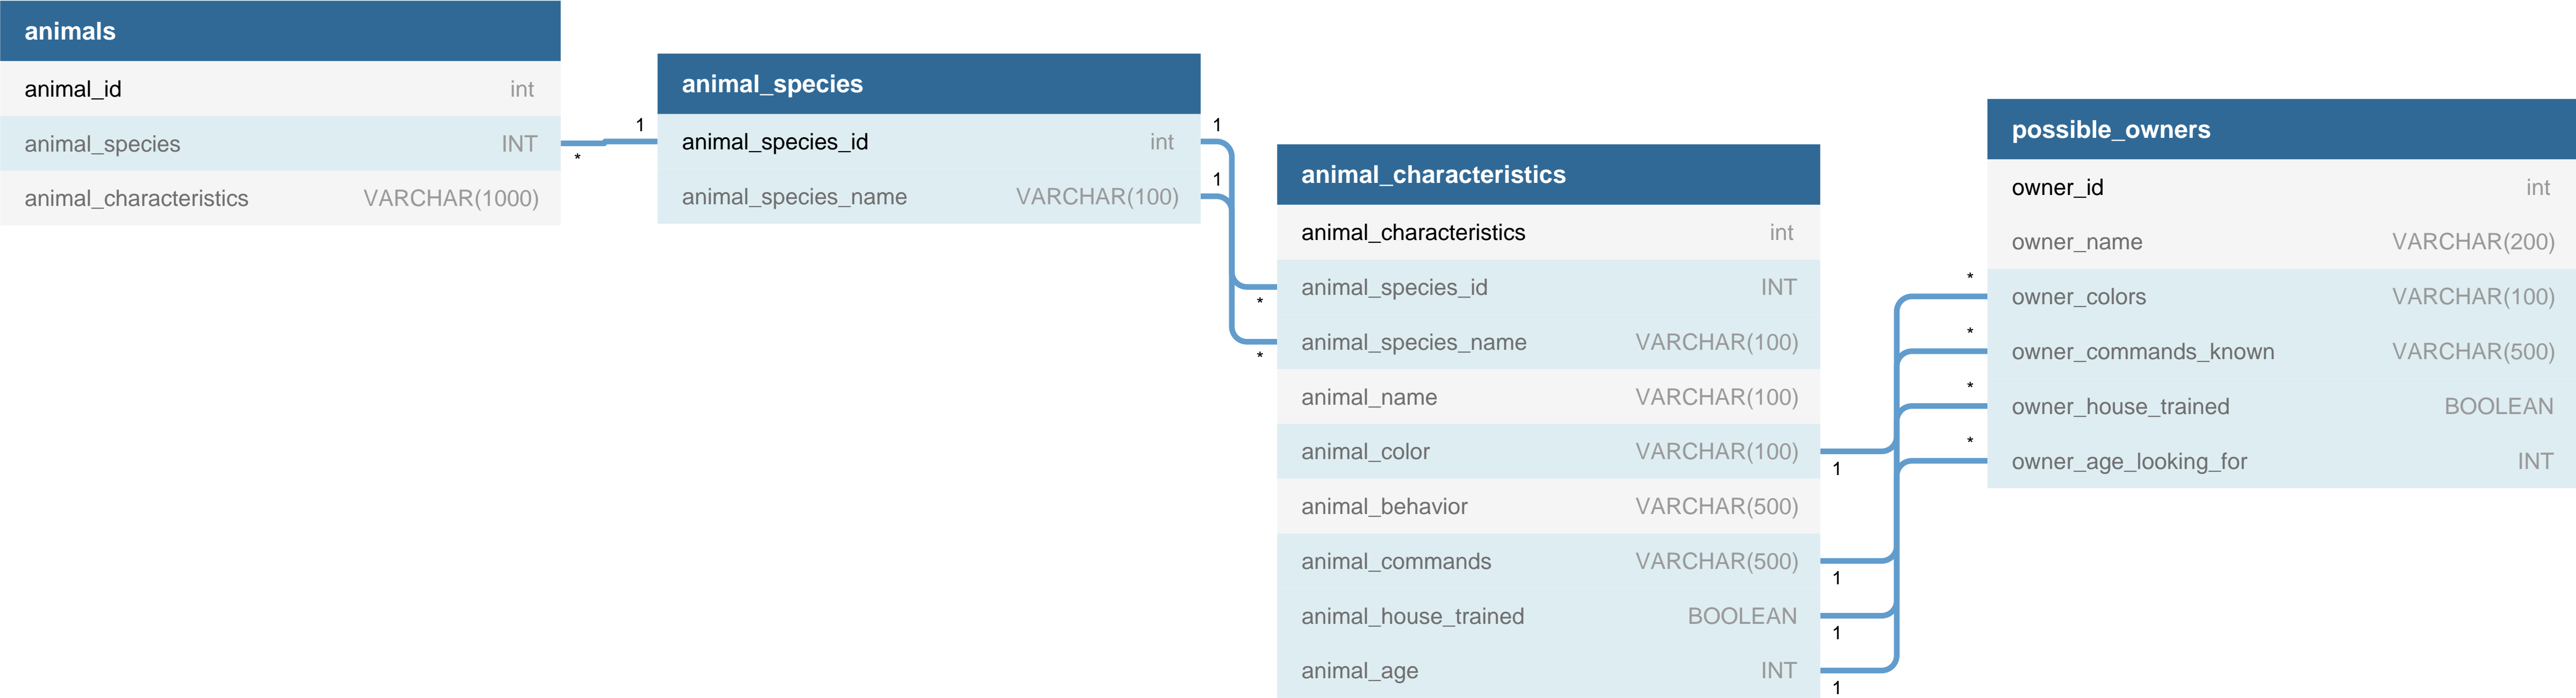 animals
animal_id int
animal_species INT
animal_characteristics VARCHAR(1000)
1
*
animal_species
animal_species_id int
animal_species_name VARCHAR(100)
1
1
*
*
animal_characteristics
animal_characteristics int
animal_species_id INT
animal_species_name VARCHAR(100)
animal_name VARCHAR(100)
animal_color VARCHAR(100)
animal_behavior VARCHAR(500)
animal_commands VARCHAR(500)
animal_house_trained BOOLEAN
animal_age INT
1
1
1
1
*
*
*
*
possible_owners
owner_id int
owner_name VARCHAR(200)
owner_colors VARCHAR(100)
owner_commands_known VARCHAR(500)
owner_house_trained BOOLEAN
owner_age_looking_for INT